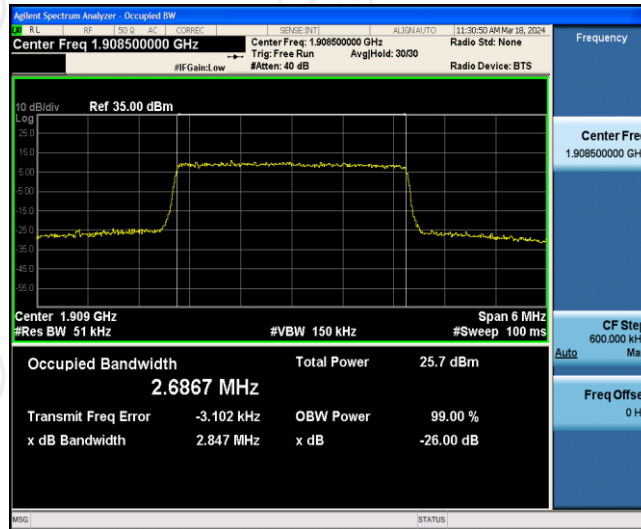 Agilent Spectrum Analyzer - Occupied BW
RL RF 50 Ω AC CORREC SENSE:INT ALIGNAUTO 11:30:50 AM Mar 18, 2024
Center Freq 1.908500000 GHz
Center Freq: 1.908500000 GHz Radio Std: None
Trig: Free Run Avg|Hold: 30/30
#IFGain:Low #Atten: 40 dB Radio Device: BTS
Frequency
10 dB/div Ref 35.00 dBm
Log
25.0
15.0
5.00
-5.00
-15.0
-25.0
-35.0
-45.0
-55.0
Center Fre
1.908500000 GH
Center 1.909 GHz Span 6 MHz
#Res BW 51 kHz #VBW 150 kHz #Sweep 100 ms
CF Ste
600.000 kH
Auto Ma
Occupied Bandwidth Total Power 25.7 dBm
2.6867 MHz
Transmit Freq Error -3.102 kHz OBW Power 99.00 %
x dB Bandwidth 2.847 MHz x dB -26.00 dB
Freq Offse
0 H
MSG STATUS